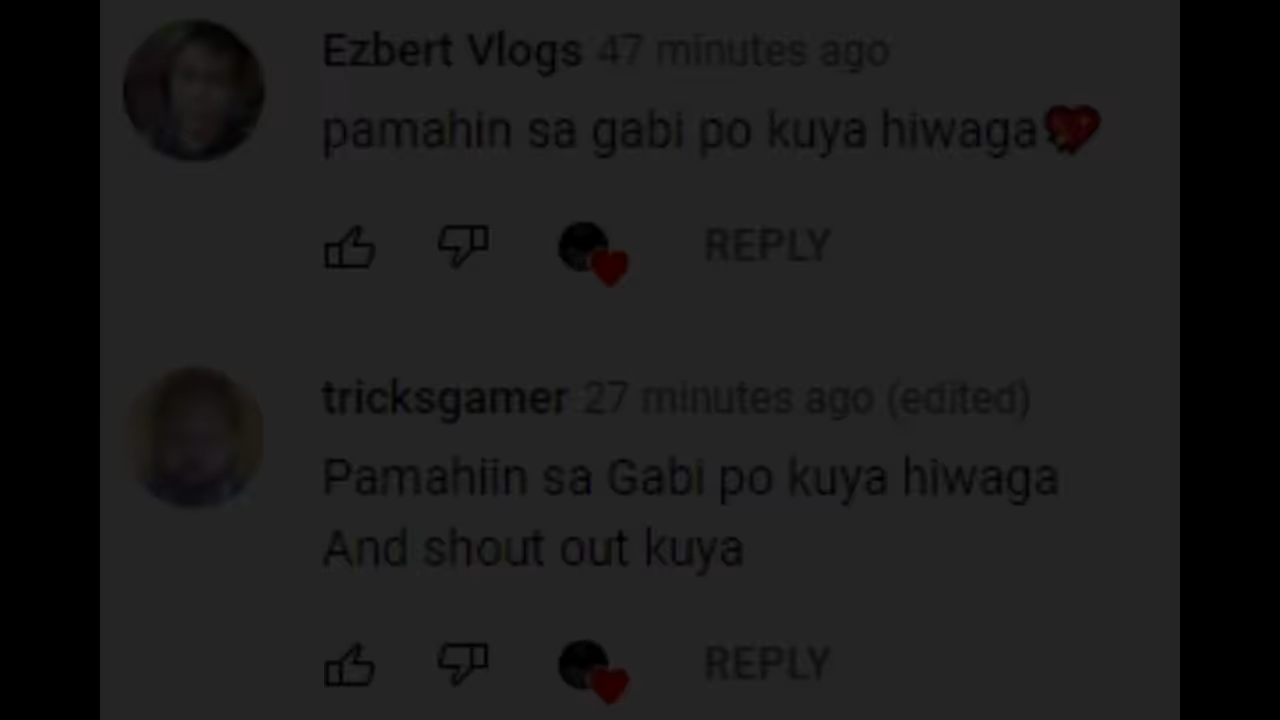 Ezbert Vlogs 47 minutes ago
pamahin sa gabi po kuya hiwaga💖
REPLY
tricksgamer 27 minutes ago (edited)
Pamahiin sa Gabi po kuya hiwaga
And shout out kuya
REPLY